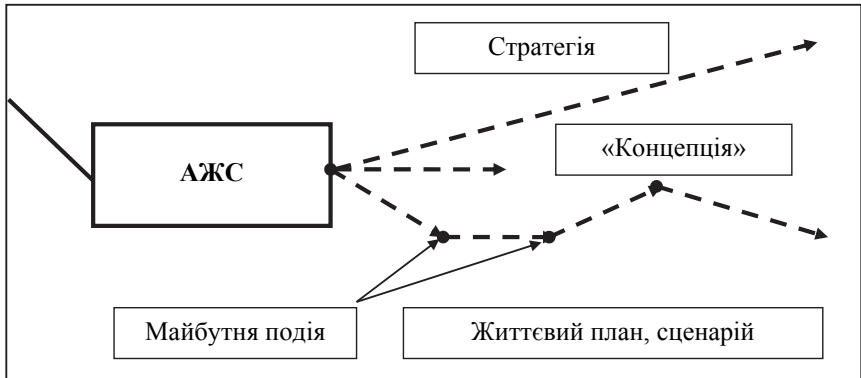 Стратегія
«Концепція»
АЖС
Майбутня подія
Життєвий план, сценарій